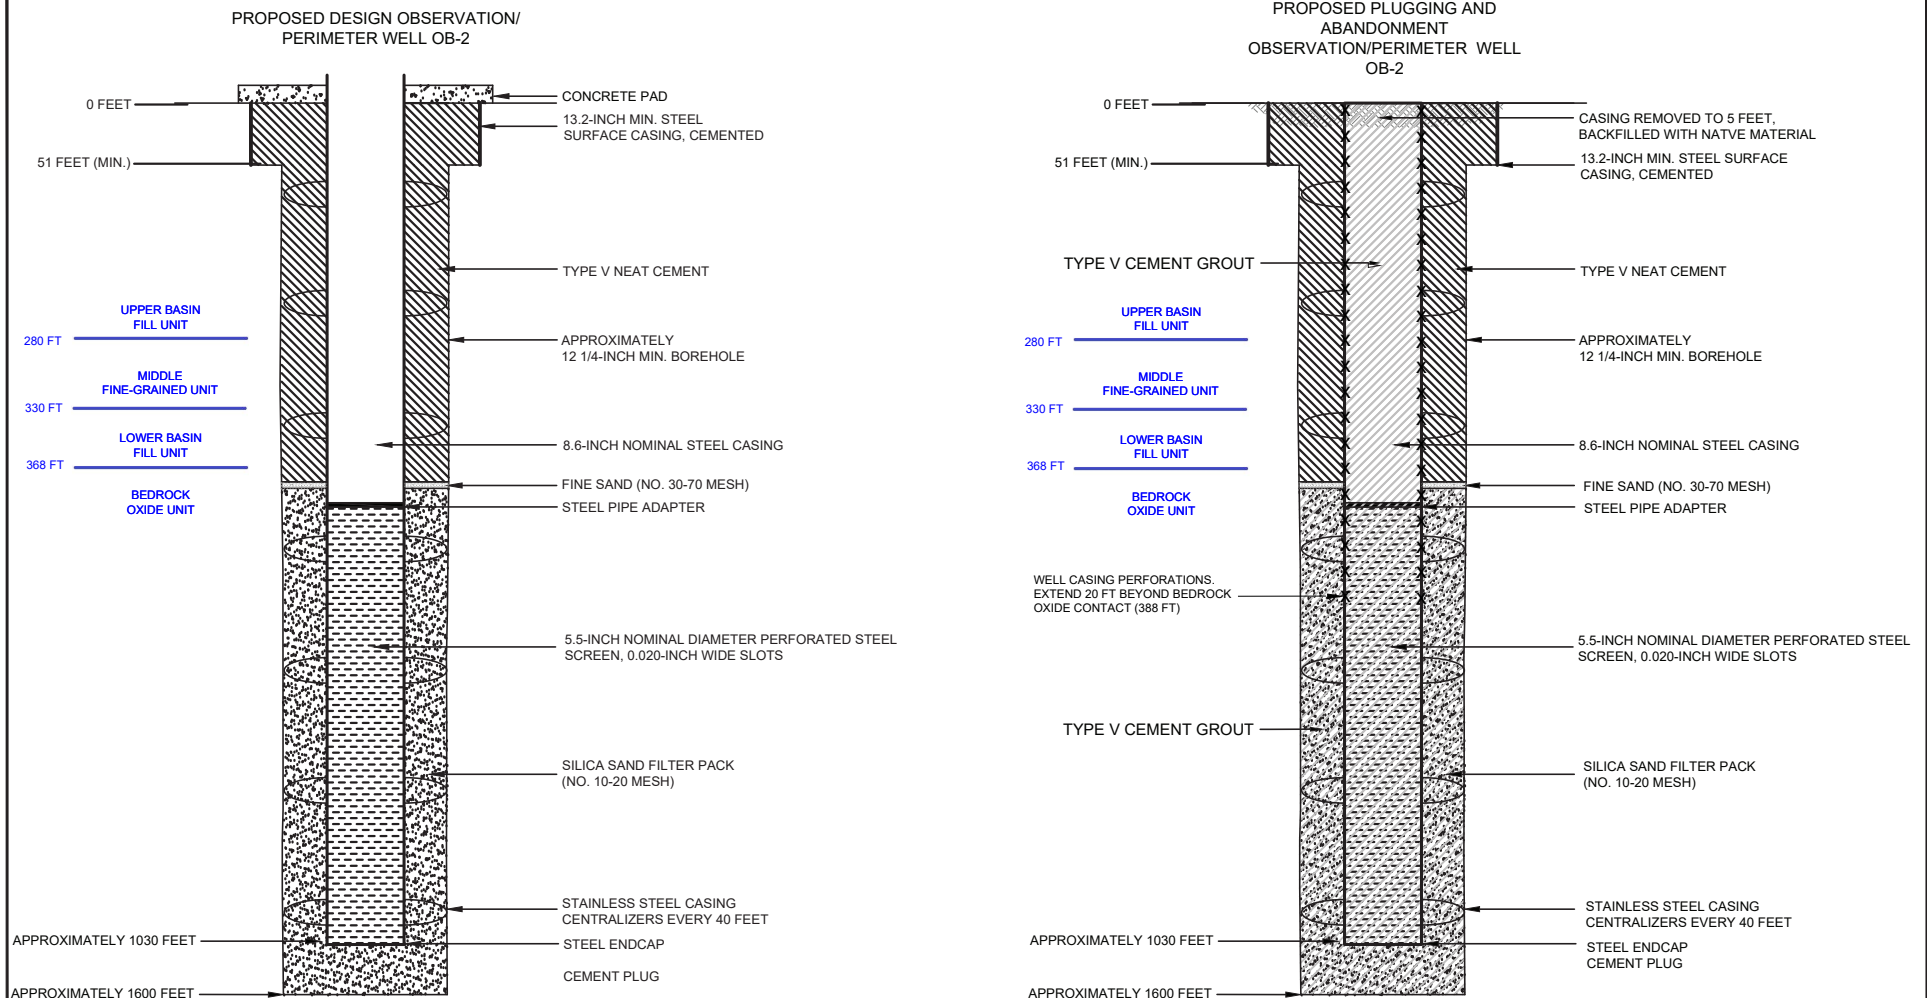 PROPOSED DESIGN OBSERVATION/
PERIMETER WELL OB-2
0 FEET
CONCRETE PAD
13.2-INCH MIN. STEEL
SURFACE CASING, CEMENTED
51 FEET (MIN.)
TYPE V NEAT CEMENT
UPPER BASIN
FILL UNIT
280 FT
APPROXIMATELY
12 1/4-INCH MIN. BOREHOLE
MIDDLE
FINE-GRAINED UNIT
330 FT
LOWER BASIN
FILL UNIT
8.6-INCH NOMINAL STEEL CASING
368 FT
FINE SAND (NO. 30-70 MESH)
BEDROCK
OXIDE UNIT
STEEL PIPE ADAPTER
5.5-INCH NOMINAL DIAMETER PERFORATED STEEL
SCREEN, 0.020-INCH WIDE SLOTS
SILICA SAND FILTER PACK
(NO. 10-20 MESH)
STAINLESS STEEL CASING
CENTRALIZERS EVERY 40 FEET
APPROXIMATELY 1030 FEET
STEEL ENDCAP
CEMENT PLUG
APPROXIMATELY 1600 FEET
PROPOSED PLUGGING AND
ABANDONMENT
OBSERVATION/PERIMETER WELL
OB-2
0 FEET
CASING REMOVED TO 5 FEET,
BACKFILLED WITH NATVE MATERIAL
51 FEET (MIN.)
13.2-INCH MIN. STEEL SURFACE
CASING, CEMENTED
TYPE V CEMENT GROUT
TYPE V NEAT CEMENT
UPPER BASIN
FILL UNIT
280 FT
APPROXIMATELY
12 1/4-INCH MIN. BOREHOLE
MIDDLE
FINE-GRAINED UNIT
330 FT
LOWER BASIN
FILL UNIT
8.6-INCH NOMINAL STEEL CASING
368 FT
FINE SAND (NO. 30-70 MESH)
BEDROCK
OXIDE UNIT
STEEL PIPE ADAPTER
WELL CASING PERFORATIONS.
EXTEND 20 FT BEYOND BEDROCK
OXIDE CONTACT (388 FT)
5.5-INCH NOMINAL DIAMETER PERFORATED STEEL
SCREEN, 0.020-INCH WIDE SLOTS
TYPE V CEMENT GROUT
SILICA SAND FILTER PACK
(NO. 10-20 MESH)
STAINLESS STEEL CASING
CENTRALIZERS EVERY 40 FEET
APPROXIMATELY 1030 FEET
STEEL ENDCAP
CEMENT PLUG
APPROXIMATELY 1600 FEET